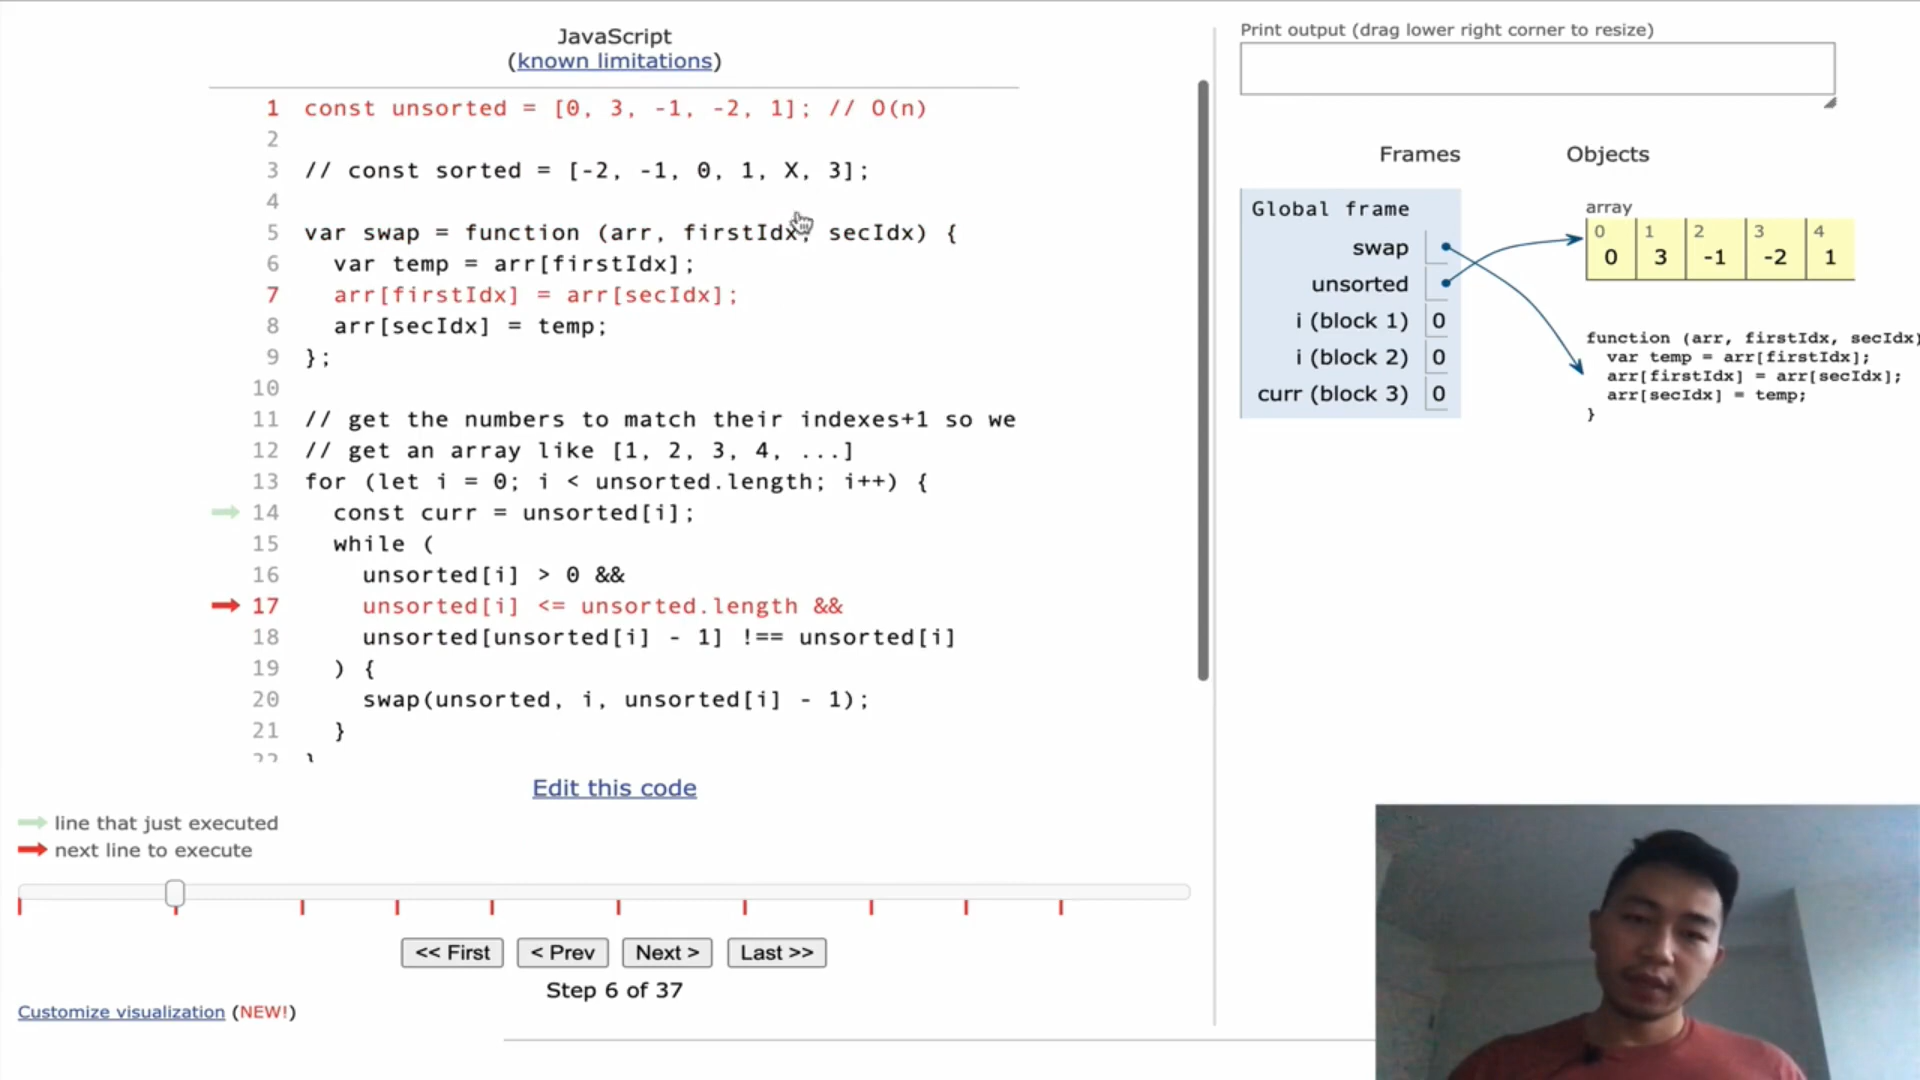 JavaScript
(known limitations)
1 const unsorted = [0, 3, -1, -2, 1]; // O(n)
2
3 // const sorted = [-2, -1, 0, 1, X, 3];
4
5 var swap = function (arr, firstIdx, secIdx) {
6 var temp = arr[firstIdx];
7 arr[firstIdx] = arr[secIdx];
8 arr[secIdx] = temp;
9 };
10
11 // get the numbers to match their indexes+1 so we
12 // get an array like [1, 2, 3, 4, ...]
13 for (let i = 0; i < unsorted.length; i++) {
14 const curr = unsorted[i];
15 while (
16 unsorted[i] > 0 &&
17 unsorted[i] <= unsorted.length &&
18 unsorted[unsorted[i] - 1] !== unsorted[i]
19 ) {
20 swap(unsorted, i, unsorted[i] - 1);
21 }
22 }
Edit this code
line that just executed
next line to execute
<< First < Prev Next > Last >>
Step 6 of 37
Customize visualization (NEW!)
Print output (drag lower right corner to resize)
Frames Objects
Global frame
swap
unsorted
i (block 1) 0
i (block 2) 0
curr (block 3) 0
array
0 1 2 3 4
0 3 -1 -2 1
function (arr, firstIdx, secIdx)
var temp = arr[firstIdx];
arr[firstIdx] = arr[secIdx];
arr[secIdx] = temp;
}